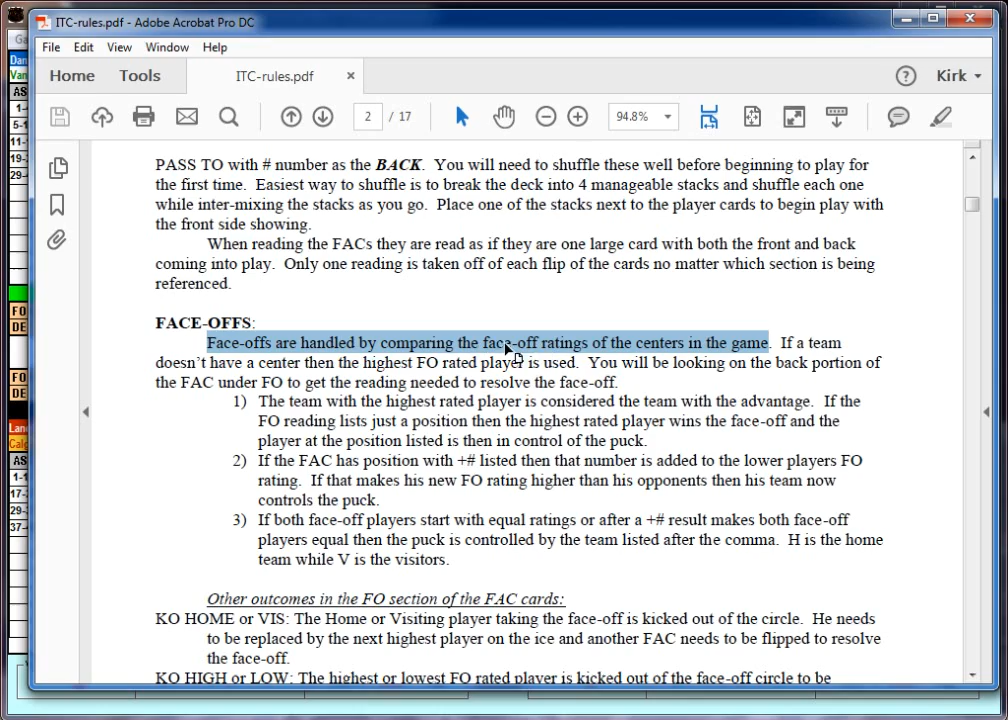 ITC-rules.pdf - Adobe Acrobat Pro DC
File Edit View Window Help
Home Tools ITC-rules.pdf × Kirk
2 / 17 94.8%
PASS TO with # number as the BACK. You will need to shuffle these well before beginning to play for
the first time. Easiest way to shuffle is to break the deck into 4 manageable stacks and shuffle each one
while inter-mixing the stacks as you go. Place one of the stacks next to the player cards to begin play with
the front side showing.
When reading the FACs they are read as if they are one large card with both the front and back
coming into play. Only one reading is taken off of each flip of the cards no matter which section is being
referenced.
FACE-OFFS:
Face-offs are handled by comparing the face-off ratings of the centers in the game. If a team
doesn't have a center then the highest FO rated player is used. You will be looking on the back portion of
the FAC under FO to get the reading needed to resolve the face-off.
1) The team with the highest rated player is considered the team with the advantage. If the
FO reading lists just a position then the highest rated player wins the face-off and the
player at the position listed is then in control of the puck.
2) If the FAC has position with +# listed then that number is added to the lower players FO
rating. If that makes his new FO rating higher than his opponents then his team now
controls the puck.
3) If both face-off players start with equal ratings or after a +# result makes both face-off
players equal then the puck is controlled by the team listed after the comma. H is the home
team while V is the visitors.
Other outcomes in the FO section of the FAC cards:
KO HOME or VIS: The Home or Visiting player taking the face-off is kicked out of the circle. He needs
to be replaced by the next highest player on the ice and another FAC needs to be flipped to resolve
the face-off.
KO HIGH or LOW: The highest or lowest FO rated player is kicked out of the face-off circle to be